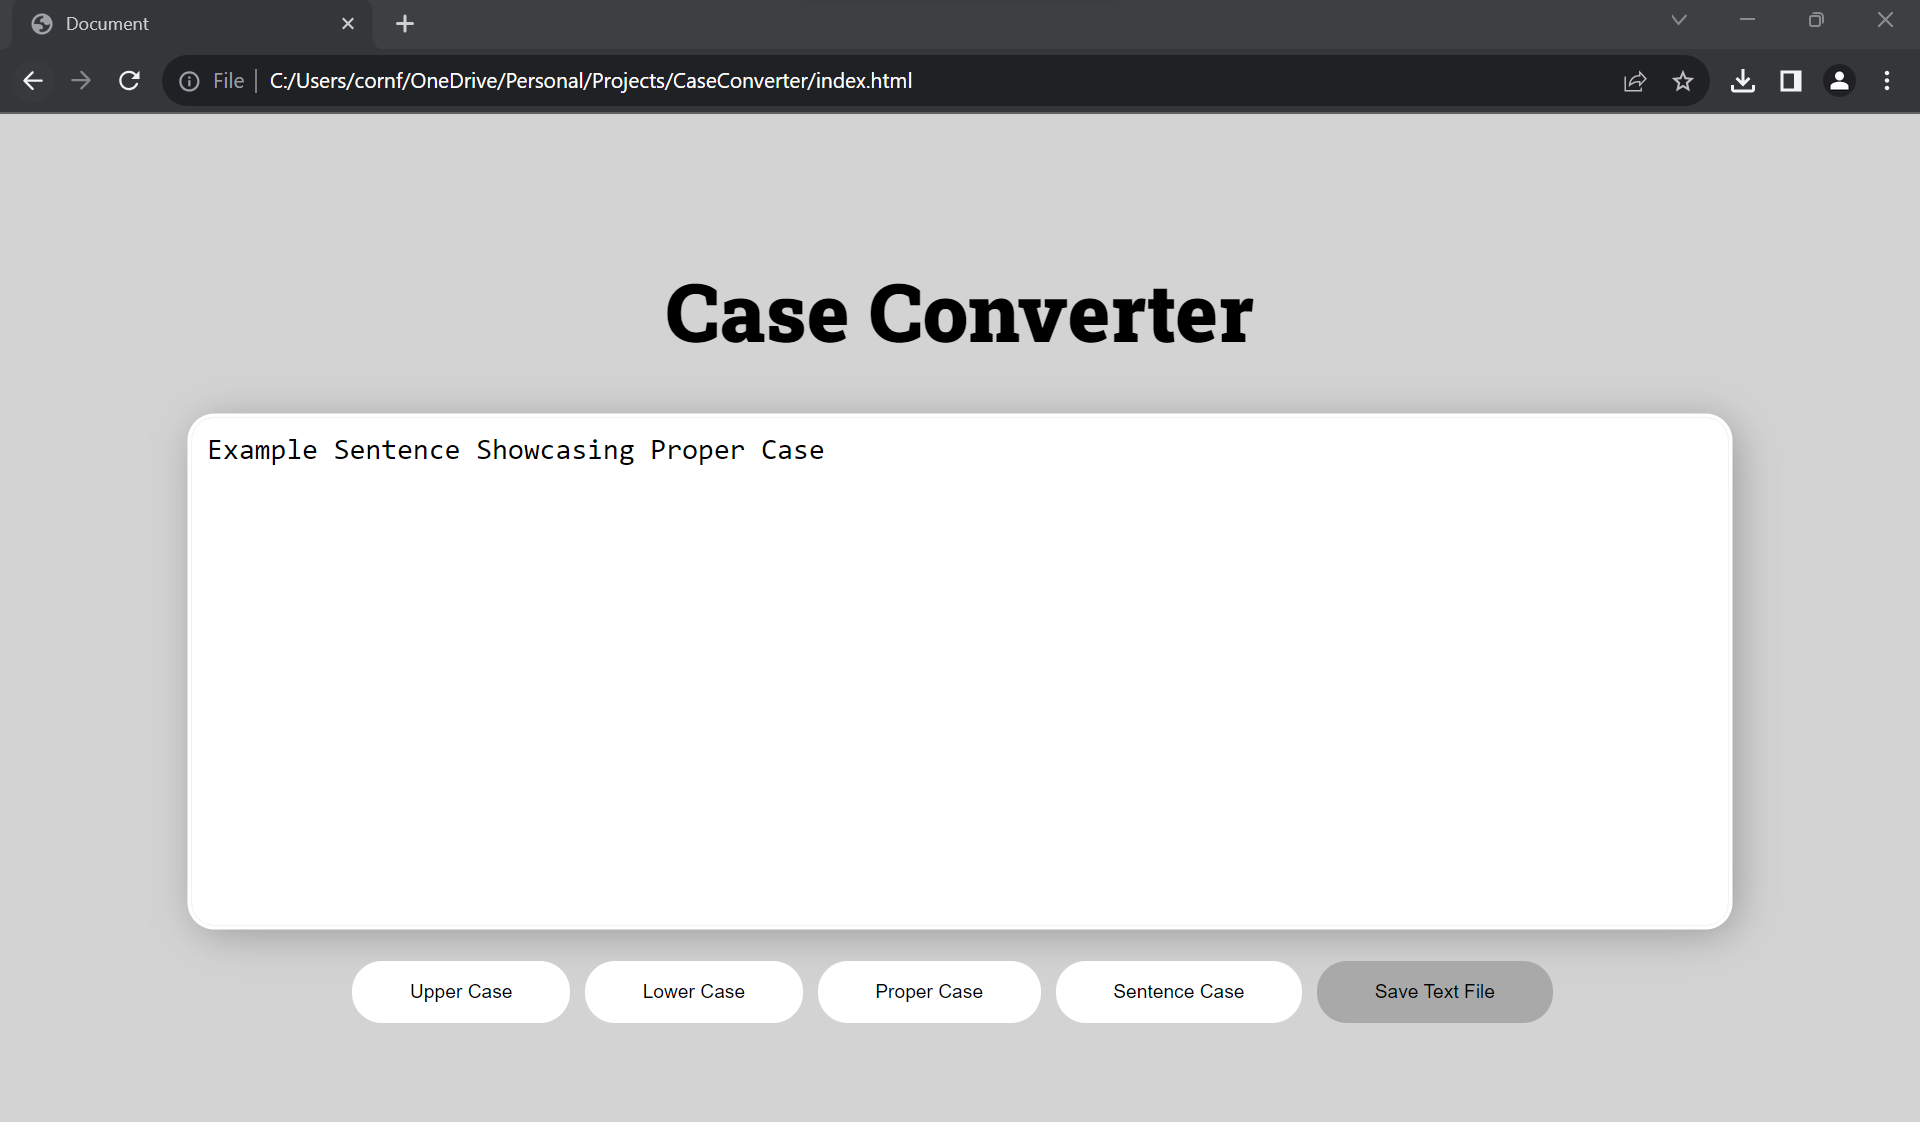 Document
File
C:/Users/cornf/OneDrive/Personal/Projects/CaseConverter/index.html
Case Converter
Example Sentence Showcasing Proper Case
Upper Case
Lower Case
Proper Case
Sentence Case
Save Text File